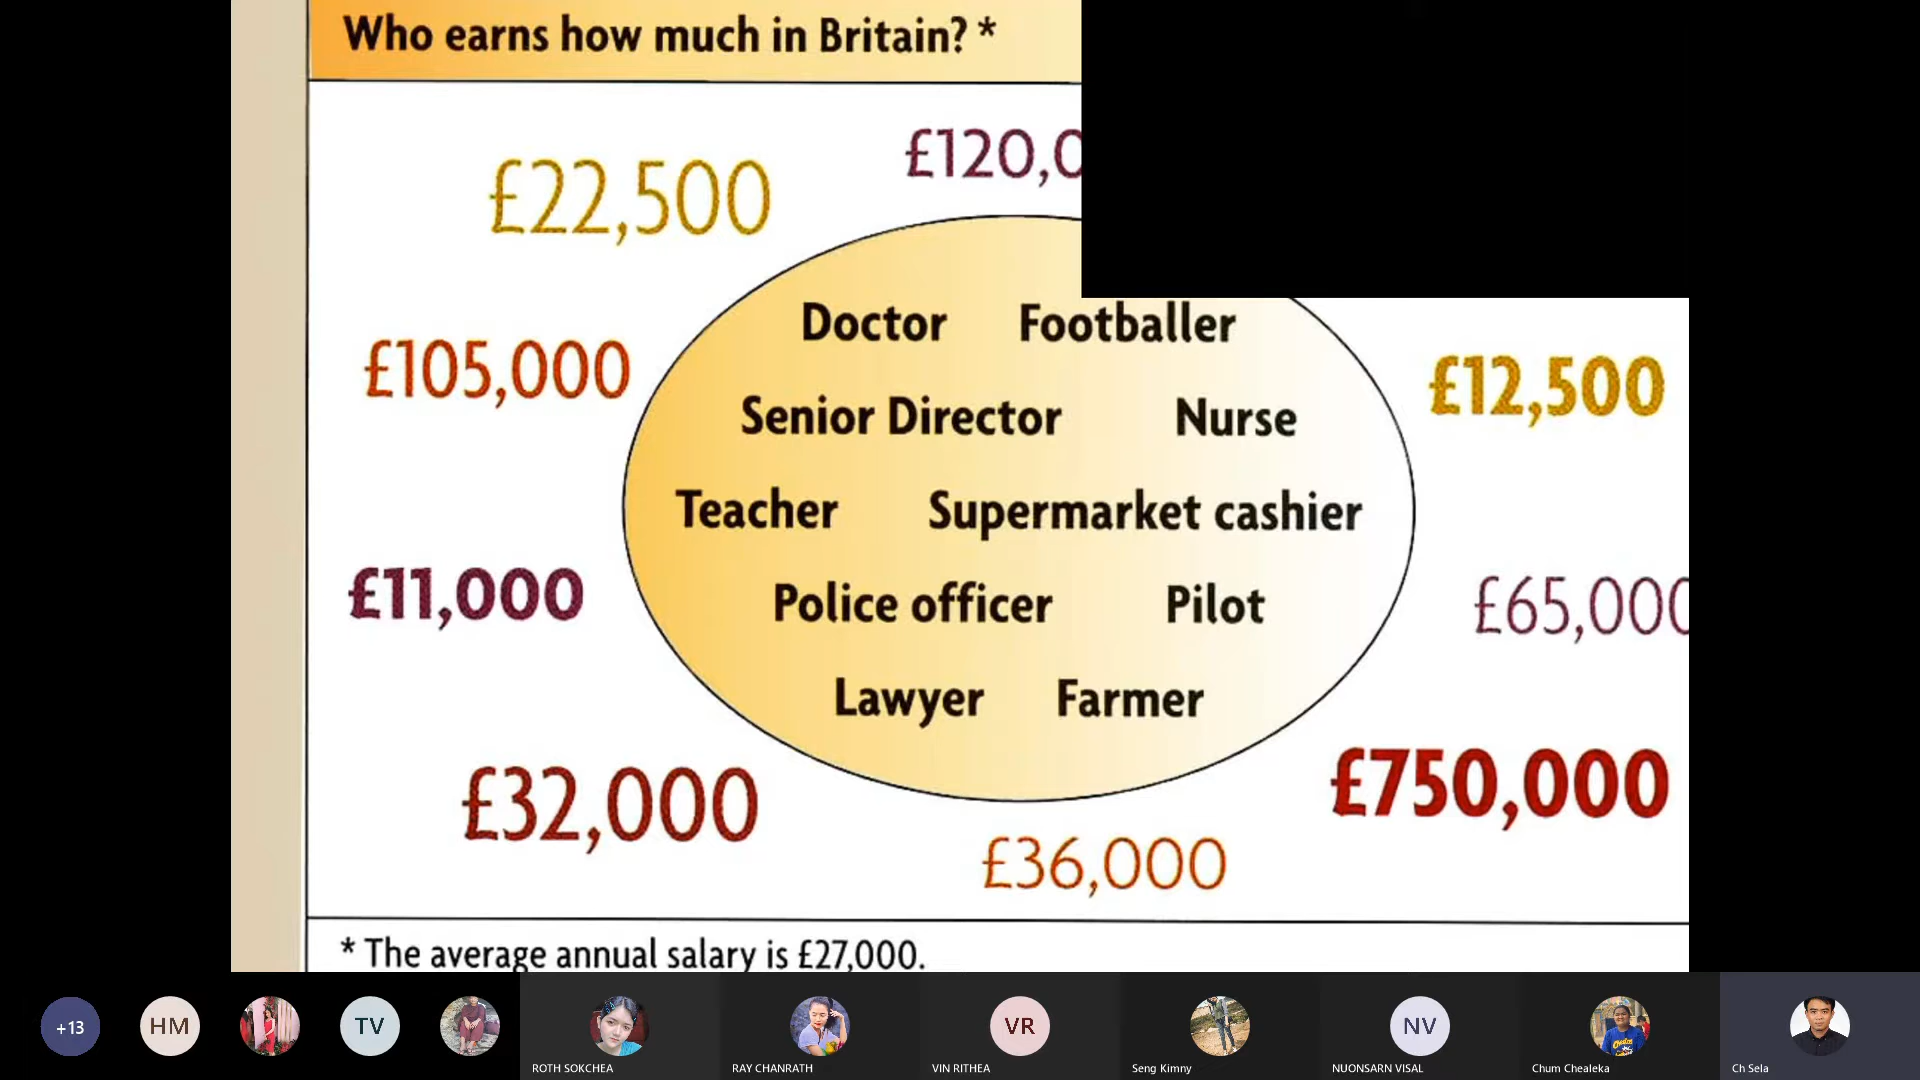 Who earns how much in Britain? *
£22,500
£105,000
£12,500
Doctor Footballer
Senior Director Nurse
Teacher Supermarket cashier
Police officer Pilot
Lawyer Farmer
£11,000
£32,000
£750,000
£36,000
* The average annual salary is £27,000.
+13
HM
TV
VR
NV
ROTH SOKCHEA
RAY CHANRATH
VIN RITHEA
Seng Kimny
NUONSARN VISAL
Chum Chealeka
Ch Sela